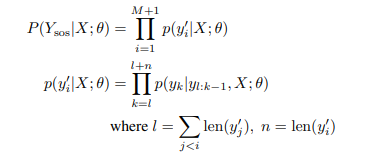 P(Y_sos|X; θ) = ∏_{i=1}^{M+1} p(y'_i|X; θ)
p(y'_i|X; θ) = ∏_{k=l}^{l+n} p(y_k|y_{l:k−1}, X; θ)
where l = ∑_{j<i} len(y'_j), n = len(y'_i)